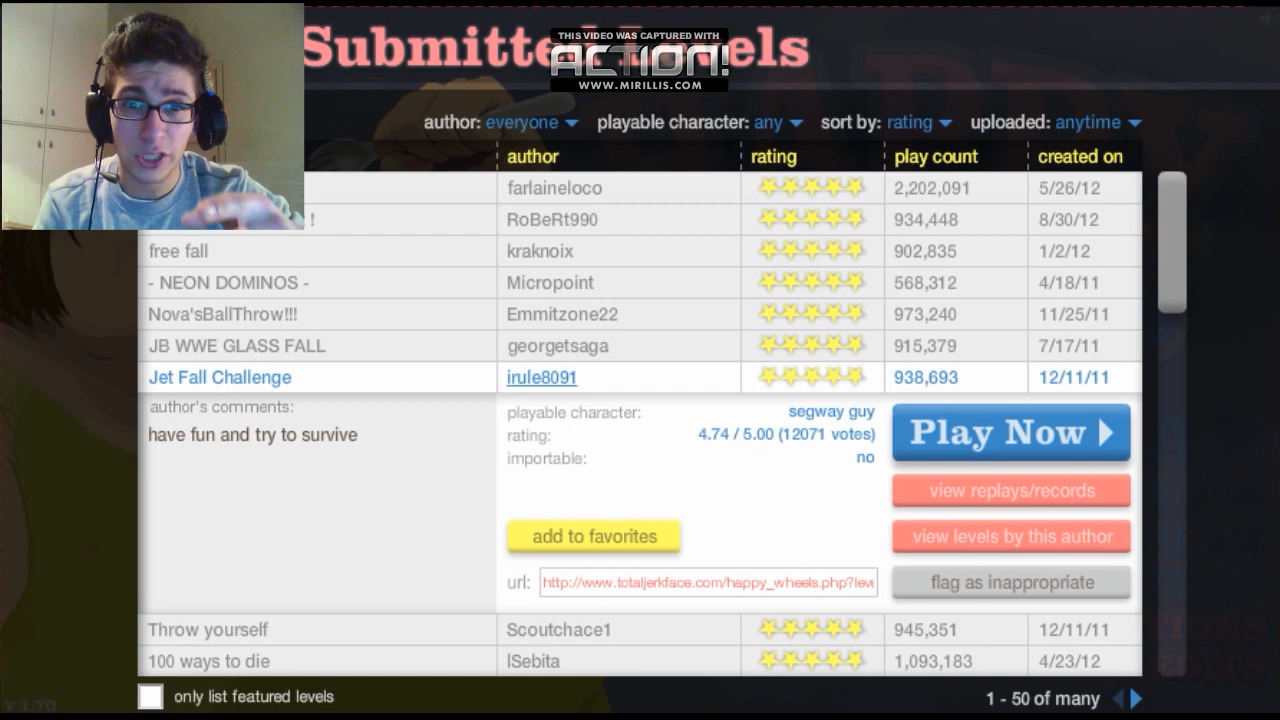 Submitted Levels
THIS VIDEO WAS CAPTURED WITH
ACTION!
WWW.MIRILLIS.COM
author: everyone playable character: any sort by: rating uploaded: anytime
author rating play count created on
farlaineloco 2,202,091 5/26/12
! RoBeRt990 934,448 8/30/12
free fall kraknoix 902,835 1/2/12
- NEON DOMINOS - Micropoint 568,312 4/18/11
Nova'sBallThrow!!! Emmitzone22 973,240 11/25/11
JB WWE GLASS FALL georgetsaga 915,379 7/17/11
Jet Fall Challenge irule8091 938,693 12/11/11
author's comments:
have fun and try to survive
playable character: segway guy
rating: 4.74 / 5.00 (12071 votes)
importable: no
Play Now
view replays/records
add to favorites
view levels by this author
url: http://www.totaljerkface.com/happy_wheels.php?leve
flag as inappropriate
Throw yourself Scoutchace1 945,351 12/11/11
100 ways to die lSebita 1,093,183 4/23/12
only list featured levels
1 - 50 of many
v 1.70